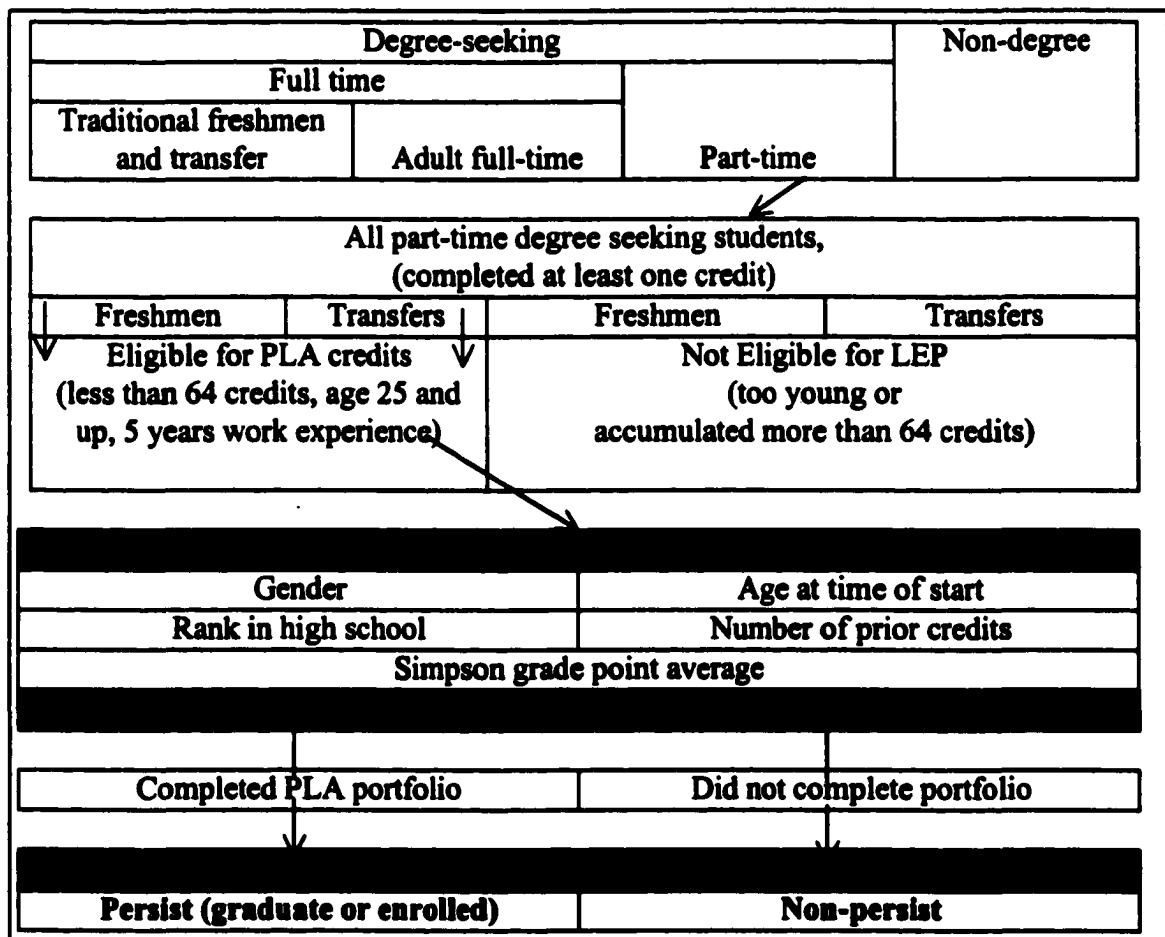 Degree-seeking
Non-degree
Full time
Traditional freshmen
and transfer
Adult full-time
Part-time
All part-time degree seeking students,
(completed at least one credit)
Freshmen
Transfers
Freshmen
Transfers
Eligible for PLA credits
(less than 64 credits, age 25 and
up, 5 years work experience)
Not Eligible for LEP
(too young or
accumulated more than 64 credits)
Gender
Age at time of start
Rank in high school
Number of prior credits
Simpson grade point average
Completed PLA portfolio
Did not complete portfolio
Persist (graduate or enrolled)
Non-persist